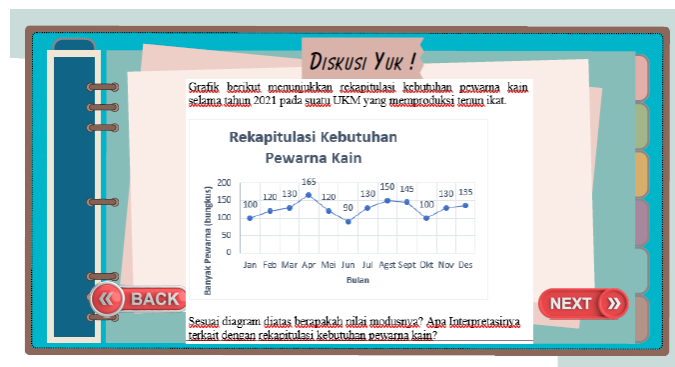 DISKUSI YUK !
Grafik berikut menunjukkan rekapitulasi kebutuhan pewarna kain
selama tahun 2021 pada suatu UKM yang memproduksi tenun ikat.
Rekapitulasi Kebutuhan
Pewarna Kain
Banyak Pewarna (bungkus)
200
150
100
50
0
100 120 130 165 120 90 130 150 145 100 130 135
Jan Feb Mar Apr Mei Jun Jul Agst Sept Okt Nov Des
Bulan
BACK
NEXT
Sesuai diagram diatas berapakah nilai modusnya? Apa Interpretasinya
terkait dengan rekapitulasi kebutuhan pewarna kain?